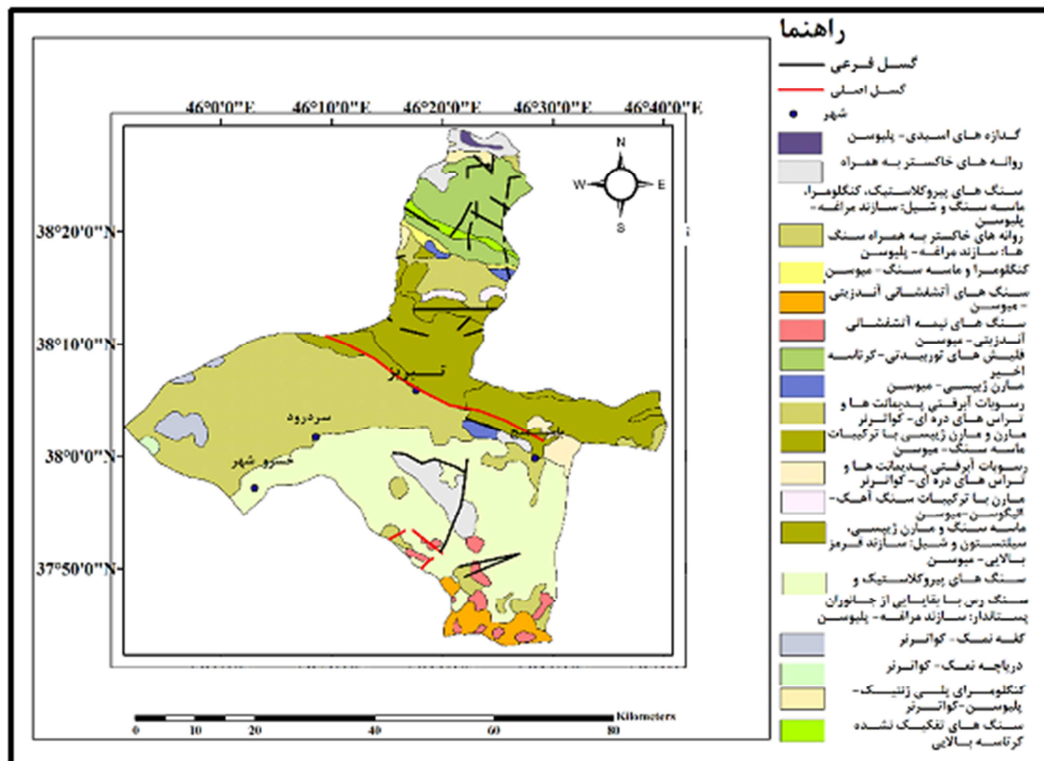 راهنما
گسل فرعی
گسل اصلی
شهر
گدازه های اسیدی- پلیوسن
روانه های خاکستر به همراه
سنگ های پیروکلاستیک، کنگلومرا،
ماسه سنگ و شیل: سازند مراغه-
پلیوسن
روانه های خاکستر به همراه سنگ
ها: سازند مراغه- پلیوسن
کنگلومرا و ماسه سنگ- میوسن
سنگ های آتشفشانی آندزیتی
- میوسن
سنگ های نیمه آتشفشانی
آندزیتی- میوسن
فلیش های توربیدتی-کرتاسه
اخیر
مارن ژیپسی- میوسن
رسوبات آبرفتی پدیمانت ها و
تراس های دره ای- کواترنر
مارن و مارن ژیپسی با ترکیبات
ماسه سنگ- میوسن
رسوبات آبرفتی پدیمانت ها و
تراس های دره ای- کواترنر
مارن با ترکیبات سنگ آهک-
الیگوسن-میوسن
ماسه سنگ و مارن ژیپسی،
سیلتستون و شیل: سازند قرمز
بالایی- میوسن
سنگ های پیروکلاستیک و
سنگ رس با بقایایی از جانوران
پستاندار: سازند مراغه- پلیوسن
کفه نمک- کواترنر
دریاچه نمک- کواترنر
کنگلومرای پلی ژنتیک-
پلیوسن-کواترنر
سنگ های تفکیک نشده
کرتاسه بالایی
46°0'0"E 46°10'0"E 46°20'0"E 46°30'0"E 46°40'0"E
N
W E
S
38°20'0"N
38°10'0"N
38°0'0"N
37°50'0"N
تبریز
سردرود
خسرو شهر
Kilometers
0 20 40 60 80